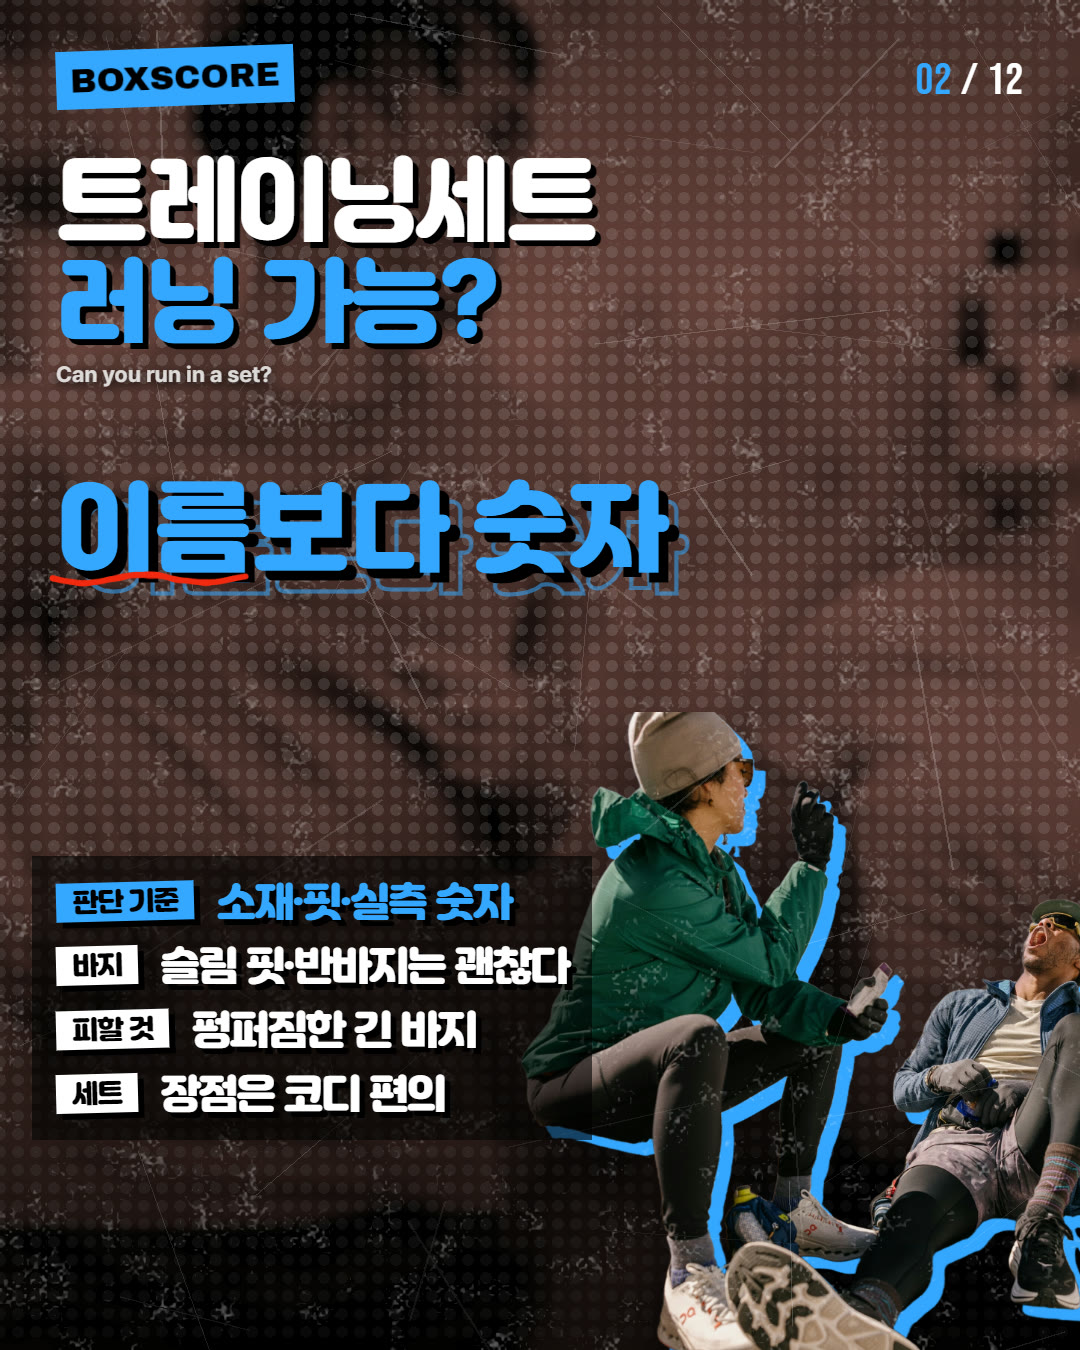 BOXSCORE
02 / 12
트레이닝세트
러닝 가능?
Can you run in a set?
이름보다 숫자
판단 기준 소재·핏·실측 숫자
바지 슬림 핏·반바지는 괜찮다
피할 것 펑퍼짐한 긴 바지
세트 장점은 코디 편의